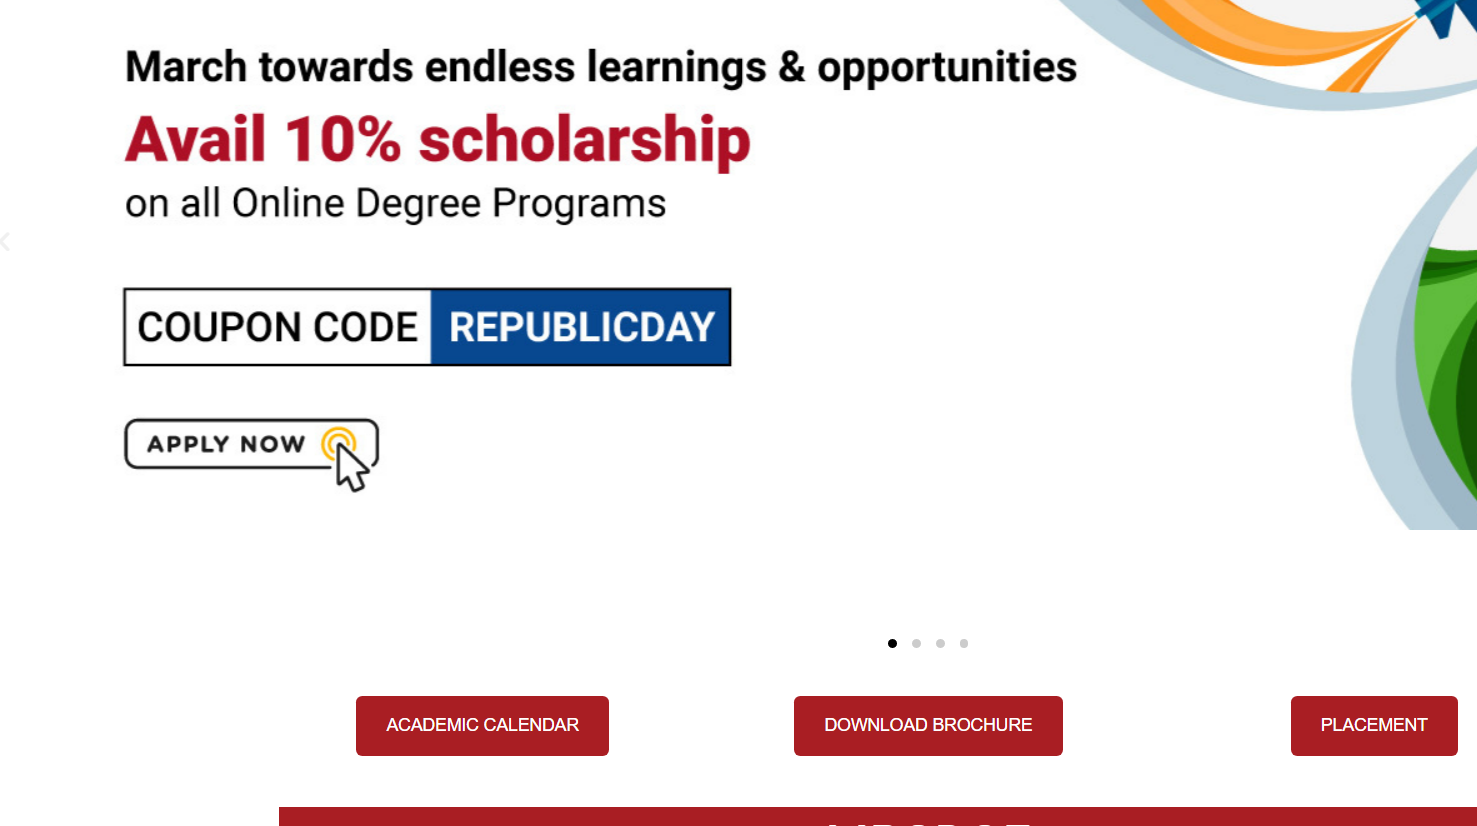 March towards endless learnings & opportunities
Avail 10% scholarship
on all Online Degree Programs
COUPON CODE REPUBLICDAY
APPLY NOW
ACADEMIC CALENDAR DOWNLOAD BROCHURE PLACEMENT